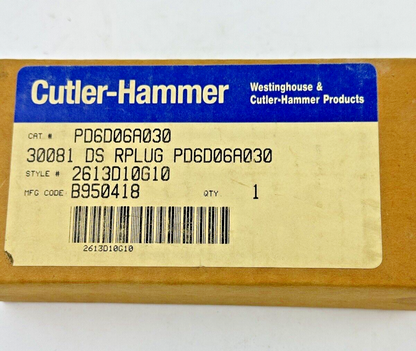 Cutler-Hammer
Westinghouse &
Cutler-Hammer Products
CAT. # PD6D06A030
30081 DS RPLUG PD6D06A030
STYLE # 2613D10G10
MFG CODE B950418 QTY 1
2613D10G10